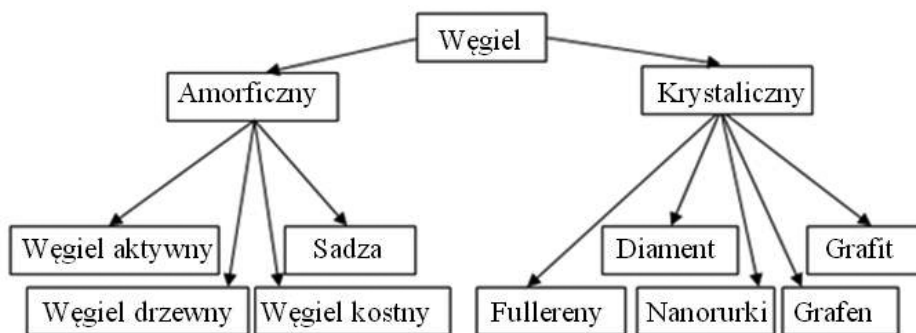 Węgiel
Amorficzny
Krystaliczny
Węgiel aktywny
Sadza
Diament
Grafit
Węgiel drzewny
Węgiel kostny
Fullereny
Nanorurki
Grafen